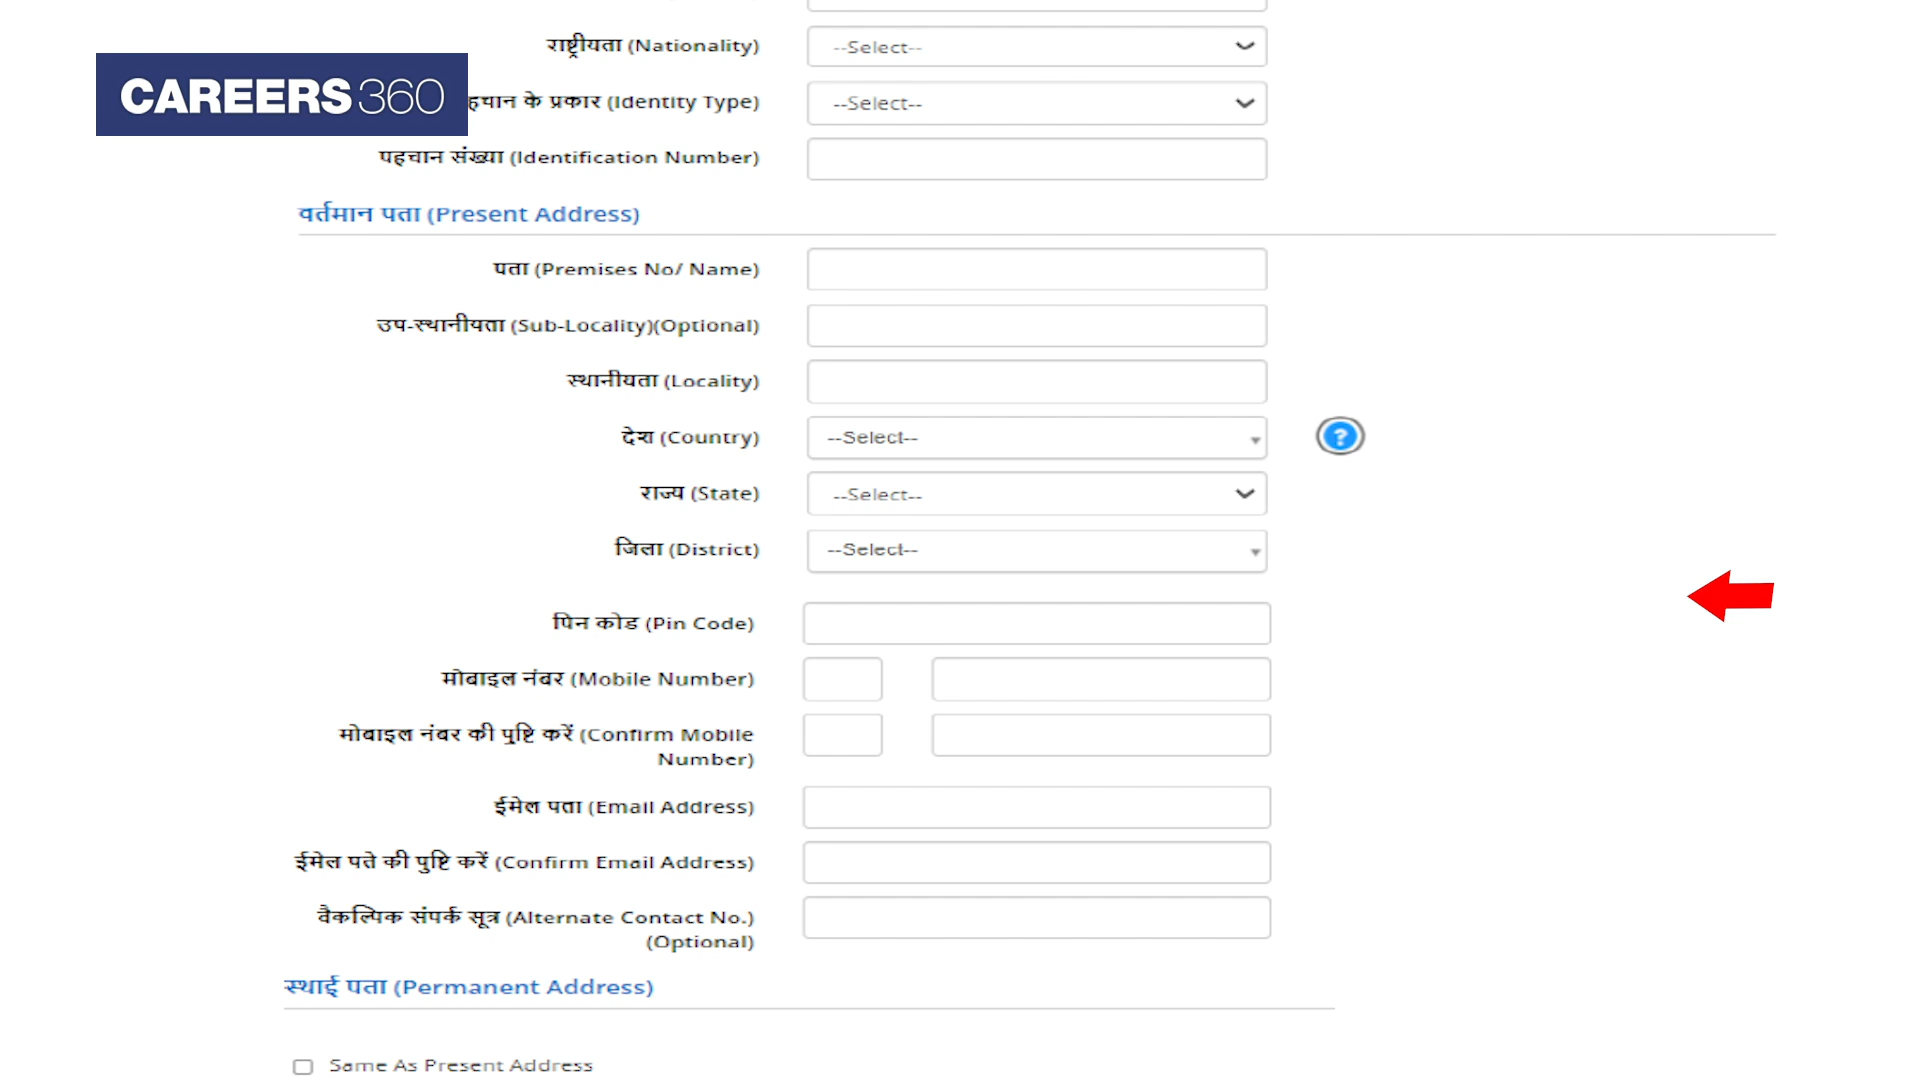 राष्ट्रीयता (Nationality) --Select--
CAREERS360
हचान के प्रकार (Identity Type) --Select--
पहचान संख्या (Identification Number)
वर्तमान पता (Present Address)
पता (Premises No/ Name)
उप-स्थानीयता (Sub-Locality)(Optional)
स्थानीयता (Locality)
देश (Country) --Select-- ?
राज्य (State) --Select--
जिला (District) --Select--
पिन कोड (Pin Code)
मोबाइल नंबर (Mobile Number)
मोबाइल नंबर की पुष्टि करें (Confirm Mobile
Number)
ईमेल पता (Email Address)
ईमेल पते की पुष्टि करें (Confirm Email Address)
वैकल्पिक संपर्क सूत्र (Alternate Contact No.)
(Optional)
स्थाई पता (Permanent Address)
Same As Present Address